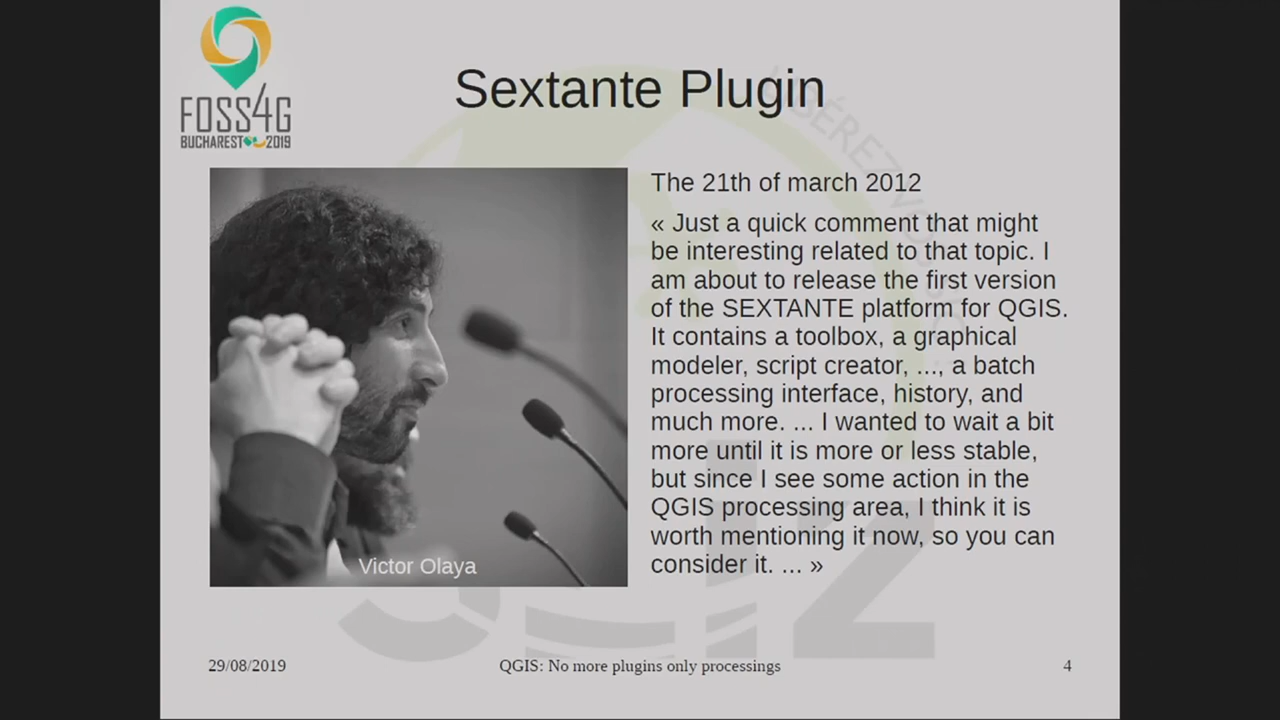 FOSS4G
BUCHAREST 2019
Sextante Plugin
The 21th of march 2012
« Just a quick comment that might
be interesting related to that topic. I
am about to release the first version
of the SEXTANTE platform for QGIS.
It contains a toolbox, a graphical
modeler, script creator, ..., a batch
processing interface, history, and
much more. ... I wanted to wait a bit
more until it is more or less stable,
but since I see some action in the
QGIS processing area, I think it is
worth mentioning it now, so you can
consider it. ... »
Victor Olaya
29/08/2019
QGIS: No more plugins only processings
4